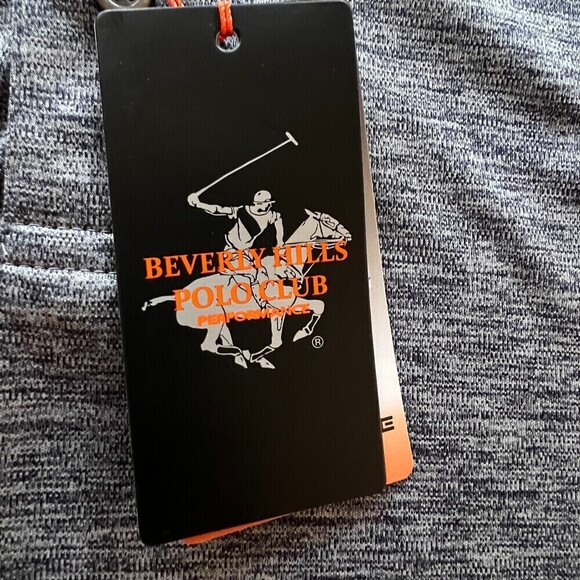 BEVERLY HILLS
POLO CLUB
PERFORMANCE
®
E